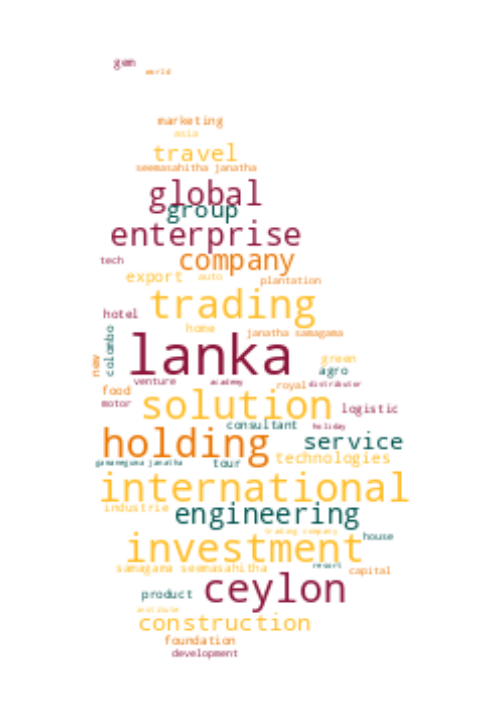 gem
world
marketing
asia
travel
seemasahitha janatha
global
group
enterprise
tech company
export auto plantation
trading
hotel
home janatha samagama
new colombo
lanka
green
agro
venture academy royal distributor
food
motor solution logistic
consultant holiday
holding service
gamaneguna janatha tour technologies
international
industrie engineering
trading company house
investment
samagama seemasahitha resort capital
product ceylon
institute
construction
foundation
development